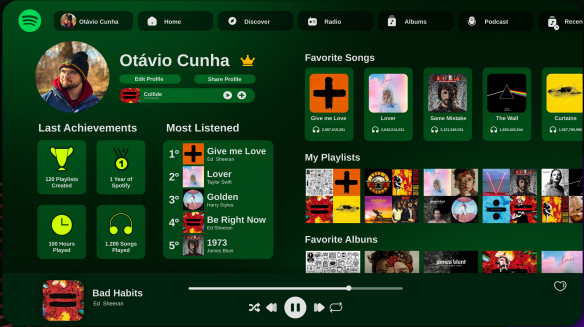 Otávio Cunha
Home
Discover
Radio
Albums
Podcast
Recen
Otávio Cunha
Edit Profile
Share Profile
Collide
Last Achievements
120 Playlists
Created
1
1 Year of
Spotify
100 Hours
Played
1,200 Songs
Played
Most Listened
1º Give me Love
Ed Sheeran
2º Lover
Taylor Swift
3º Golden
Harry Styles
4º Be Right Now
Ed Sheeran
5º 1973
James Blunt
Favorite Songs
Give me Love
Lover
Same Mistake
The Wall
Curtains
My Playlists
Favorite Albuns
james blunt
Bad Habits
Ed Sheeran